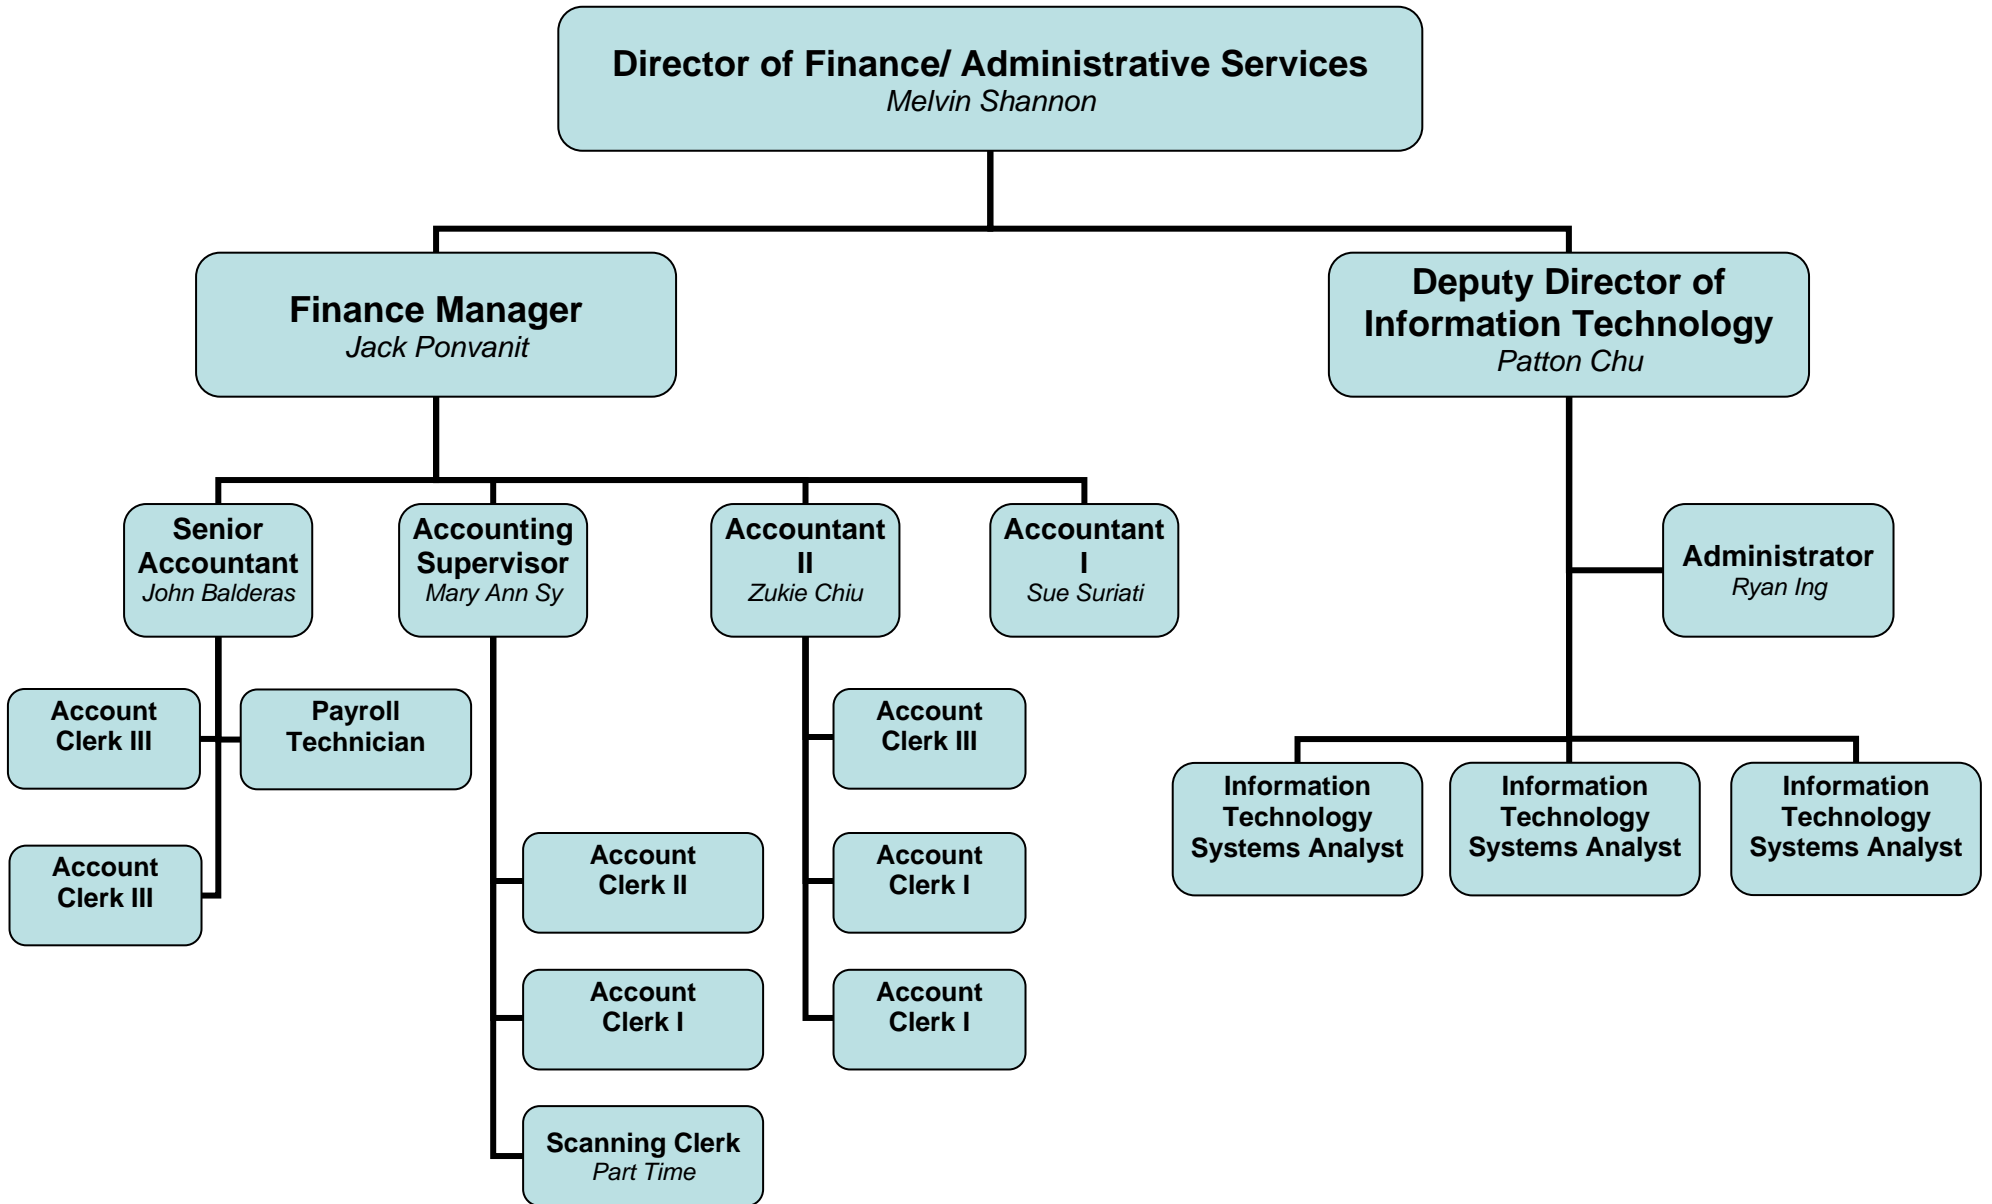 Director of Finance/ Administrative Services
Melvin Shannon
Finance Manager
Jack Ponvanit
Deputy Director of
Information Technology
Patton Chu
Senior
Accountant
John Balderas
Accounting
Supervisor
Mary Ann Sy
Accountant
II
Zukie Chiu
Accountant
I
Sue Suriati
Administrator
Ryan Ing
Account
Clerk III
Payroll
Technician
Account
Clerk III
Account
Clerk III
Account
Clerk II
Account
Clerk I
Scanning Clerk
Part Time
Account
Clerk I
Account
Clerk I
Information
Technology
Systems Analyst
Information
Technology
Systems Analyst
Information
Technology
Systems Analyst